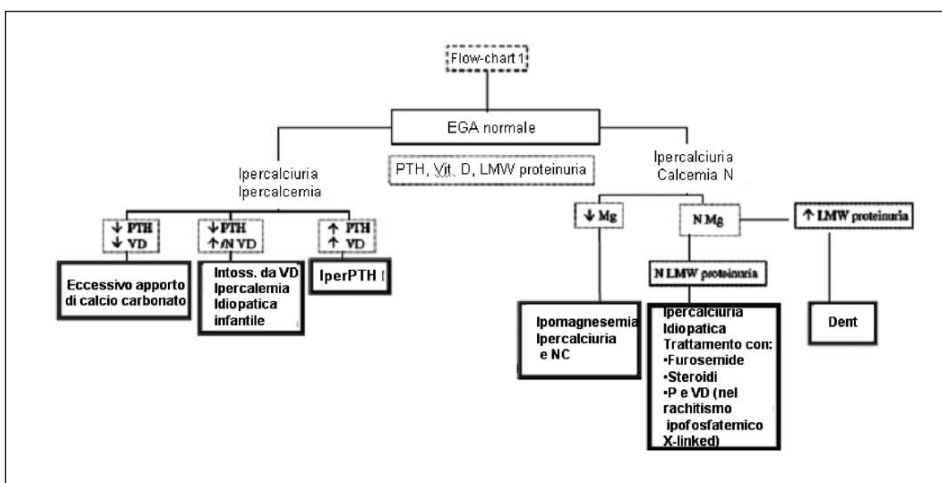 Flow-chart 1
EGA normale
PTH, Vit. D, LMW proteinuria
Ipercalciuria
Ipercalcemia
Ipercalciuria
Calcemia N
↓ PTH
↓ VD
↓ PTH
↑/N VD
↑ PTH
↑ VD
↓ Mg
N Mg
↑ LMW proteinuria
Eccessivo apporto
di calcio carbonato
Intoss. da VD
Ipercalemia
Idiopatica
infantile
IperPTH I
N LMW proteinuria
Ipomagnesemia
Ipercalciuria
e NC
Ipercalciuria
Idiopatica
Trattamento con:
•Furosemide
•Steroidi
•P e VD (nel
rachitismo
ipofosfatemico
X-linked)
Dent